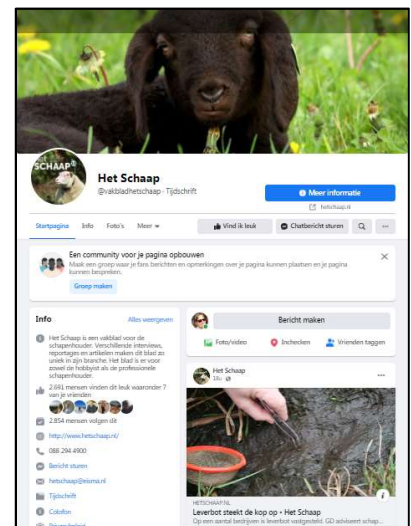 Het
SCHAAP
Het Schaap
@vakbladhetschaap · Tijdschrift
Meer informatie
hetschaap.nl
Startpagina Info Foto's Meer
Vind ik leuk
Chatbericht sturen
Een community voor je pagina opbouwen
Maak een groep waar je fans berichten en opmerkingen over je pagina kunnen plaatsen en je pagina
kunnen bespreken.
Groep maken
Info
Alles weergeven
Het Schaap is een vakblad voor de
schapenhouder. Verschillende interviews,
reportages en artikelen maken dit blad zo
uniek in zijn branche. Het blad is er voor
zowel de hobbyist als de professionele
schapenhouder.
2.691 mensen vinden dit leuk waaronder 7
van je vrienden
2.854 mensen volgen dit
http://www.hetschaap.nl/
088 294 4900
Bericht sturen
hetschaap@eisma.nl
Tijdschrift
Colofon
Privacybeleid
Bericht maken
Foto/video
Inchecken
Vrienden taggen
Het Schaap
HETSCHAAP.NL
Leverbot steekt de kop op • Het Schaap
Op een aantal bedrijven is leverbot vastgesteld. GD adviseert schap...